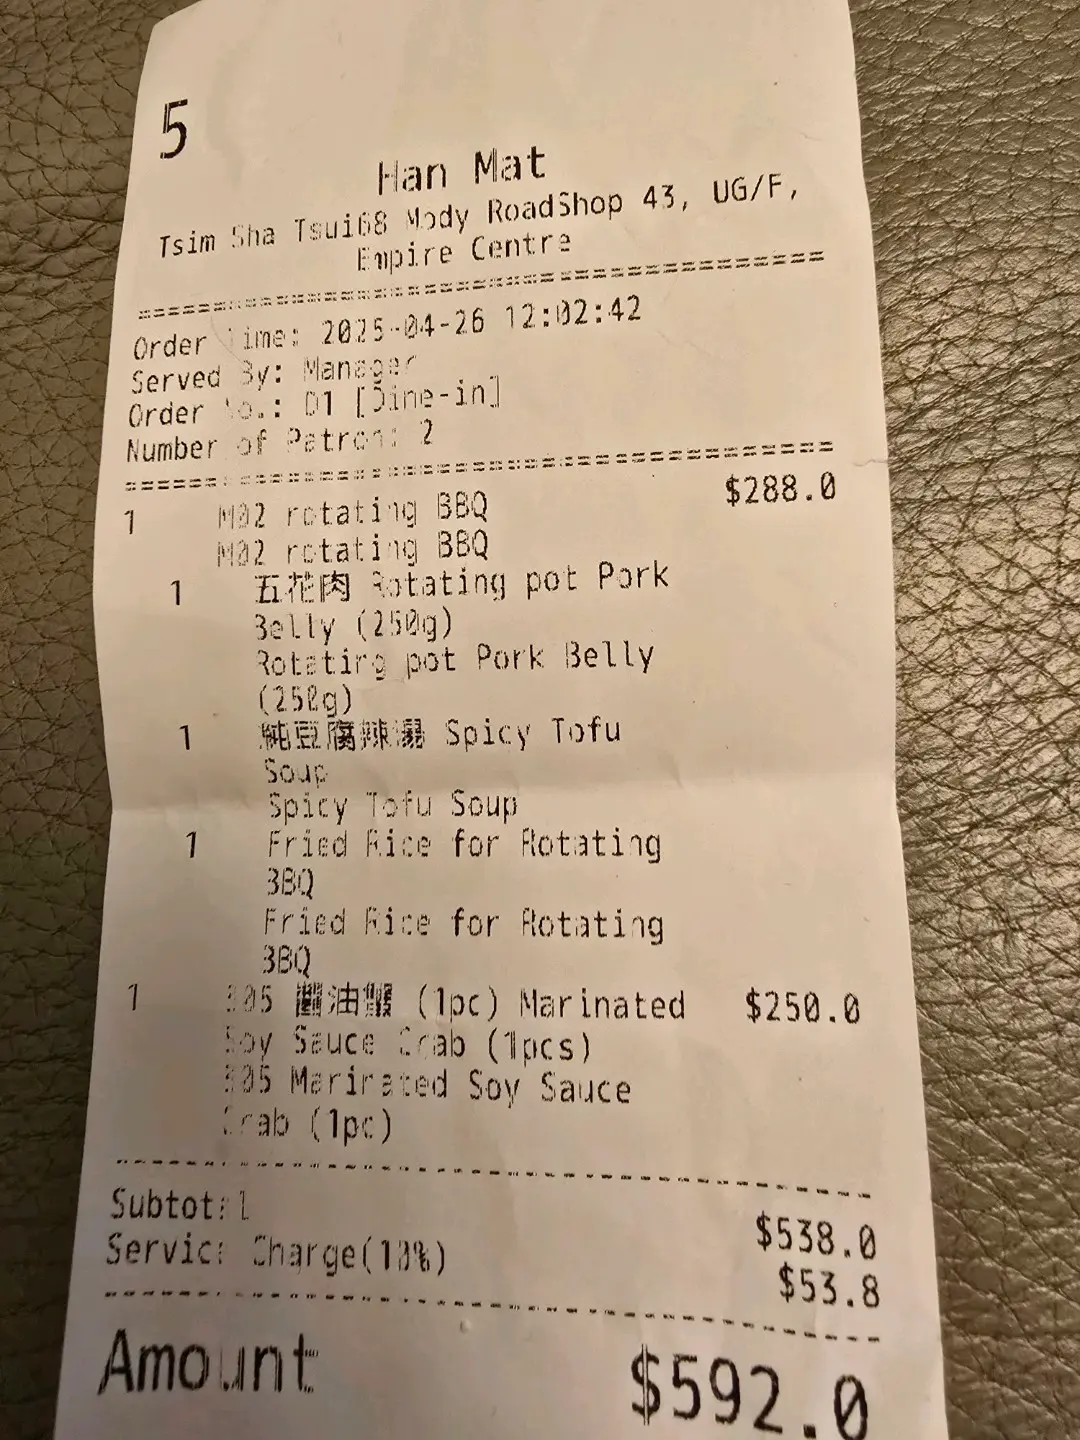 5
Han Mat
Tsim Sha Tsui68 Mody RoadShop 43, UG/F,
Empire Centre
Order Time: 2025-04-26 12:02:42
Served By: Manager
Order No.: D1 [Dine-in]
Number of Patron: 2
1 M02 rotating BBQ $288.0
M02 rotating BBQ
1 五花肉 Rotating pot Pork
Belly (250g)
Rotating pot Pork Belly
(250g)
1 純豆腐辣湯 Spicy Tofu
Soup
Spicy Tofu Soup
1 Fried Rice for Rotating
BBQ
Fried Rice for Rotating
BBQ
1 油蟹 (1pc) Marinated $250.0
Soy Sauce Crab (1pcs)
Marinated Soy Sauce
Crab (1pc)
Subtotal $538.0
Service Charge(10%) $53.8
Amount $592.0